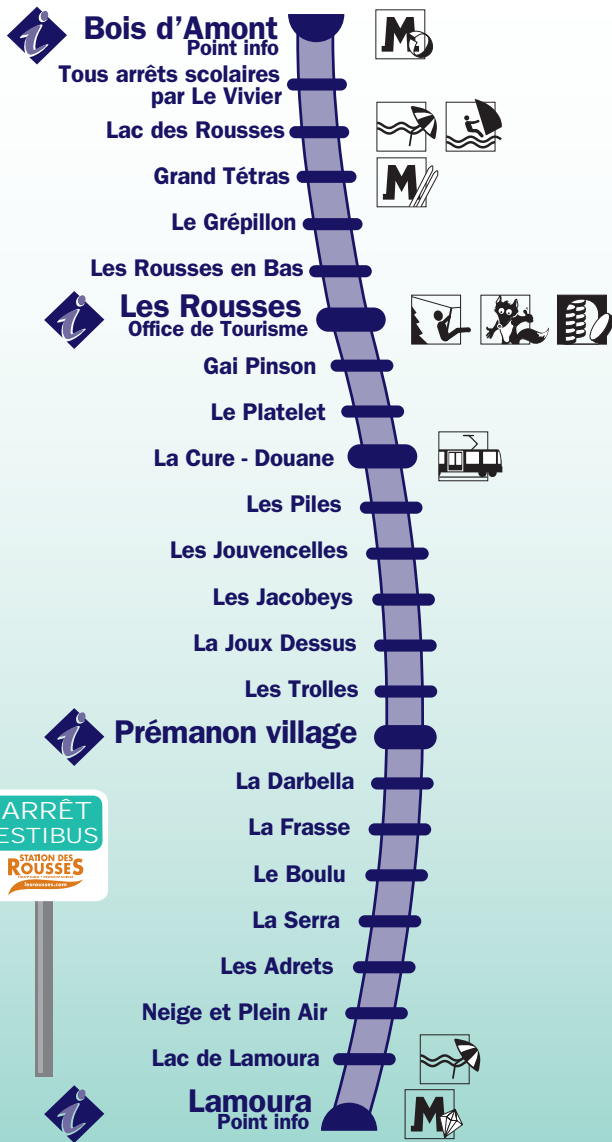 Bois d'Amont
Point info
Tous arrêts scolaires
par Le Vivier
Lac des Rousses
Grand Tétras
Le Grépillon
Les Rousses en Bas
Les Rousses
Office de Tourisme
Gai Pinson
Le Platelet
La Cure - Douane
Les Piles
Les Jouvencelles
Les Jacobeys
La Joux Dessus
Les Trolles
Prémanon village
La Darbella
La Frasse
Le Boulu
La Serra
Les Adrets
Neige et Plein Air
Lac de Lamoura
Lamoura
Point info
ARRÊT
ESTIBUS
STATION DES
ROUSSES
lesrousses.com
i
i
i
i
M
M
M